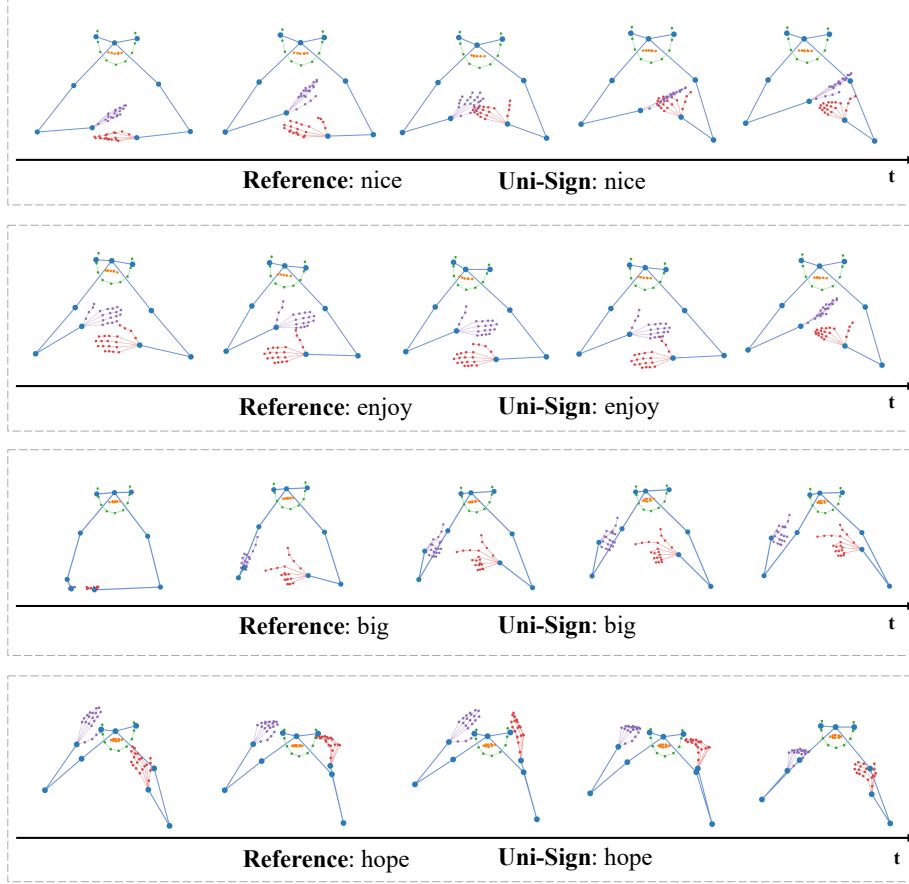 Reference: nice Uni-Sign: nice t
Reference: enjoy Uni-Sign: enjoy t
Reference: big Uni-Sign: big t
Reference: hope Uni-Sign: hope t